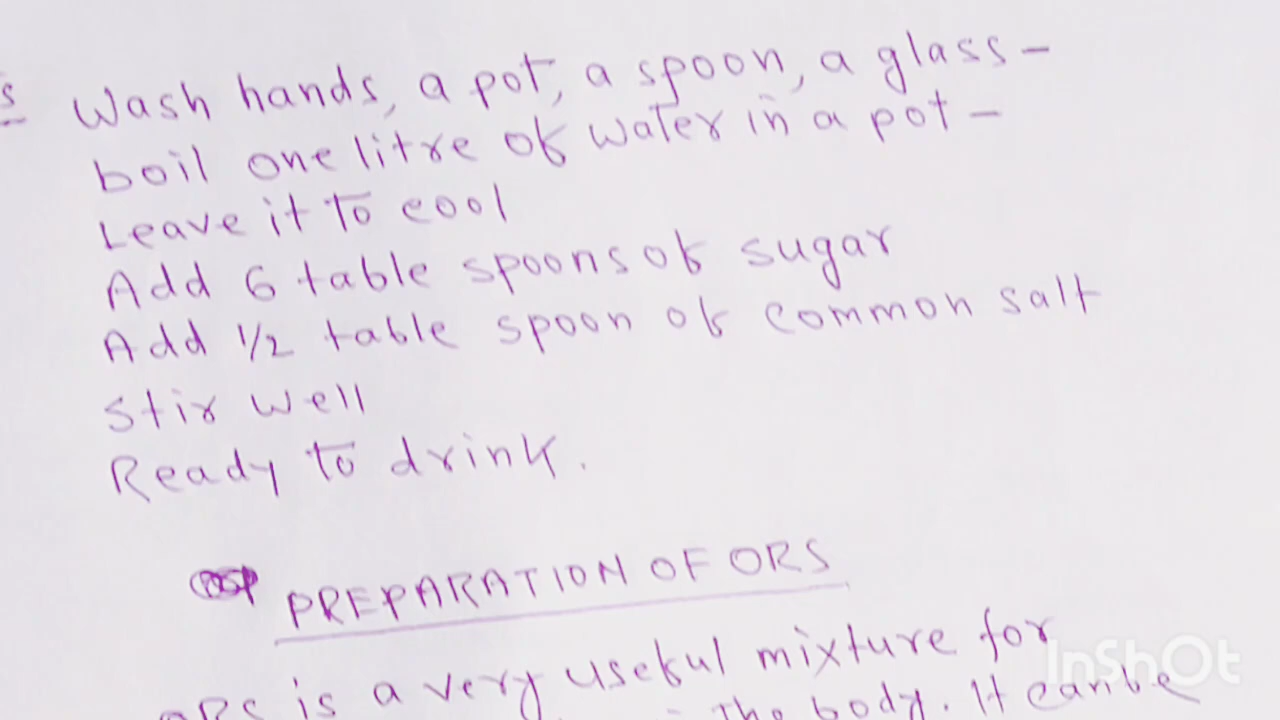 s
Wash hands, a pot, a spoon, a glass -
boil one litre of water in a pot -
Leave it to cool
Add 6 table spoons of sugar
Add 1/2 table spoon of common salt
Stir well
Ready to drink.
PREPARATION OF ORS
ORS is a very useful mixture for
the body. It can be
InShOt